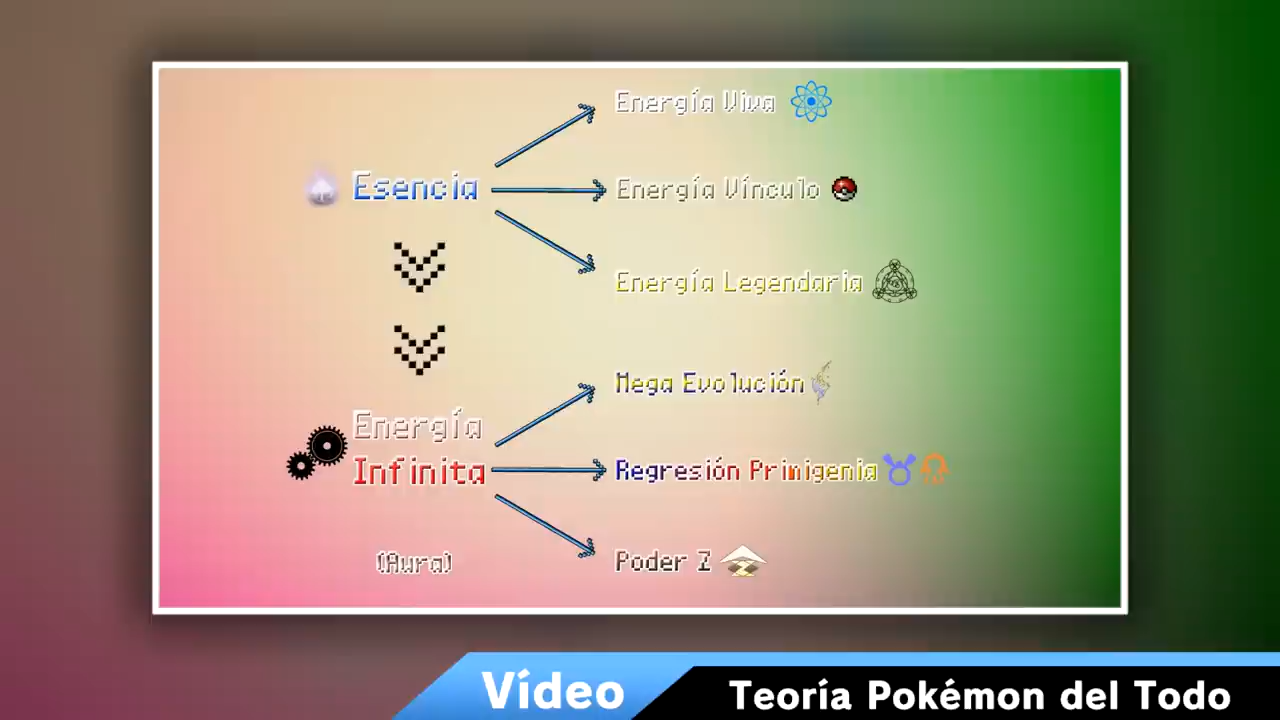 Energía Viva
Esencia
Energía Vínculo
Energía Legendaria
Mega Evolución
Energía
Infinita
Regresión Primigenia
(Aura)
Poder Z
Vídeo
Teoría Pokémon del Todo